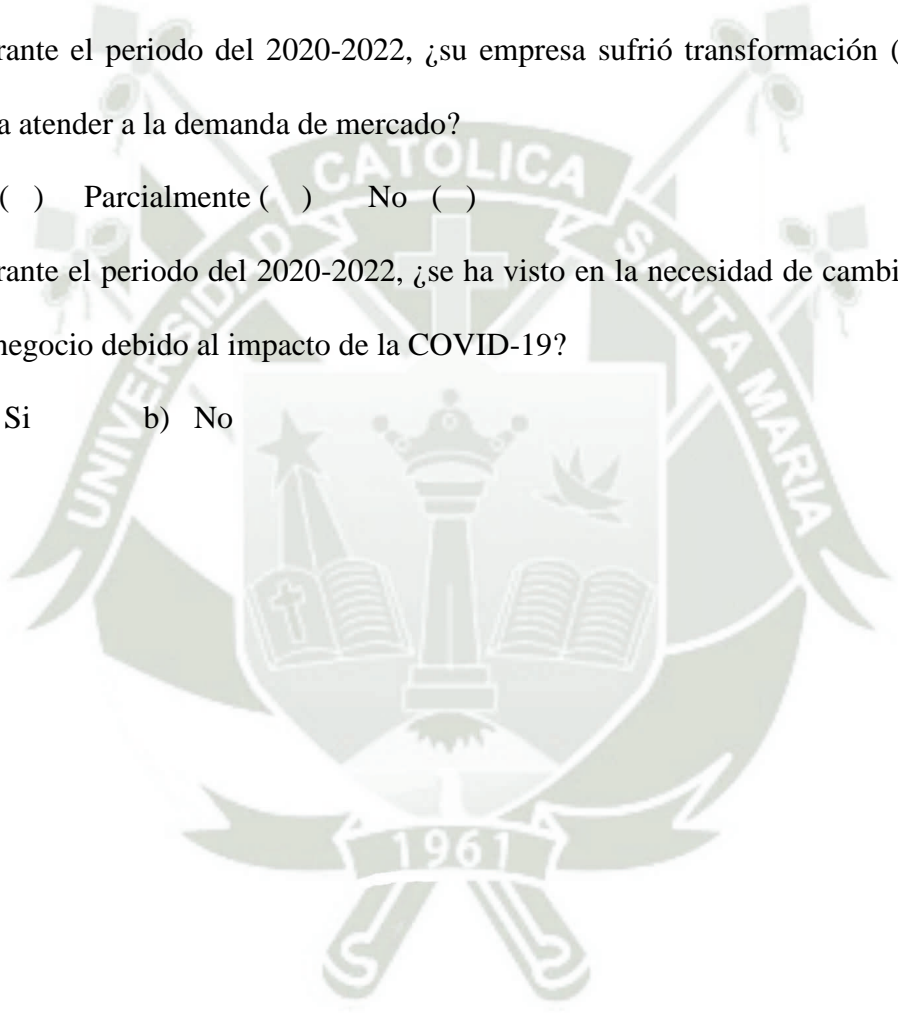 rante el periodo del 2020-2022, ¿su empresa sufrió transformación (
a atender a la demanda de mercado?
( ) Parcialmente ( ) No ( )
rante el periodo del 2020-2022, ¿se ha visto en la necesidad de cambi
negocio debido al impacto de la COVID-19?
Si b) No
UNIVERSIDAD CATOLICA SANTA MARIA
1961